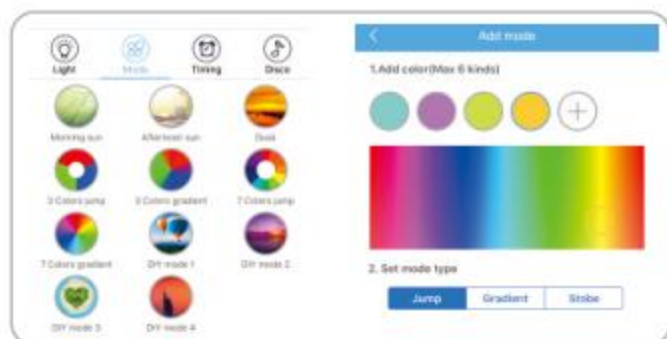 Light Mode Timing Disco
Morning sun Afternoon sun Dusk
3 Colors jump 3 Colors gradient 7 Colors jump
7 Colors gradient DIY mode 1 DIY mode 2
DIY mode 3 DIY mode 4
Add mode
1.Add color(Max 6 kinds)
2. Set mode type
Jump Gradient Stobe